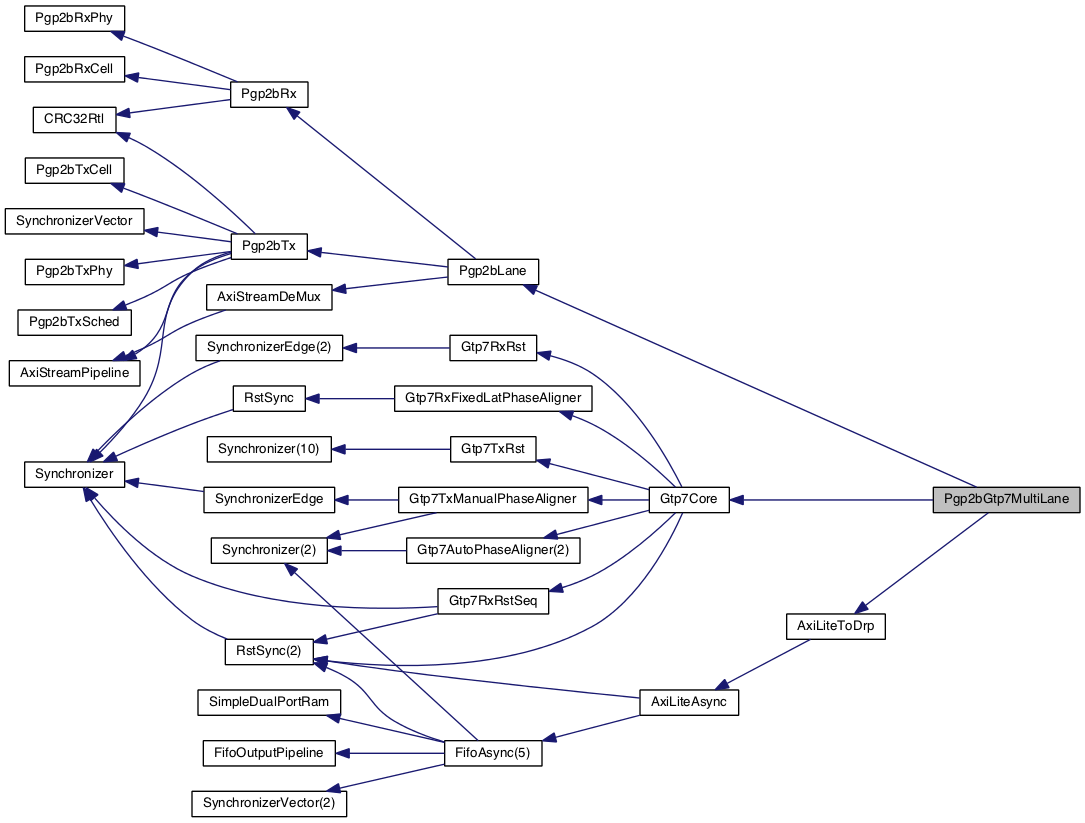 Pgp2bRxPhy
Pgp2bRxCell
Pgp2bRx
CRC32Rtl
Pgp2bTxCell
SynchronizerVector
Pgp2bTx
Pgp2bTxPhy
Pgp2bLane
AxiStreamDeMux
Pgp2bTxSched
SynchronizerEdge(2)
Gtp7RxRst
AxiStreamPipeline
RstSync
Gtp7RxFixedLatPhaseAligner
Synchronizer(10)
Gtp7TxRst
Synchronizer
SynchronizerEdge
Gtp7TxManualPhaseAligner
Gtp7Core
Pgp2bGtp7MultiLane
Synchronizer(2)
Gtp7AutoPhaseAligner(2)
Gtp7RxRstSeq
AxiLiteToDrp
RstSync(2)
SimpleDualPortRam
AxiLiteAsync
FifoOutputPipeline
FifoAsync(5)
SynchronizerVector(2)